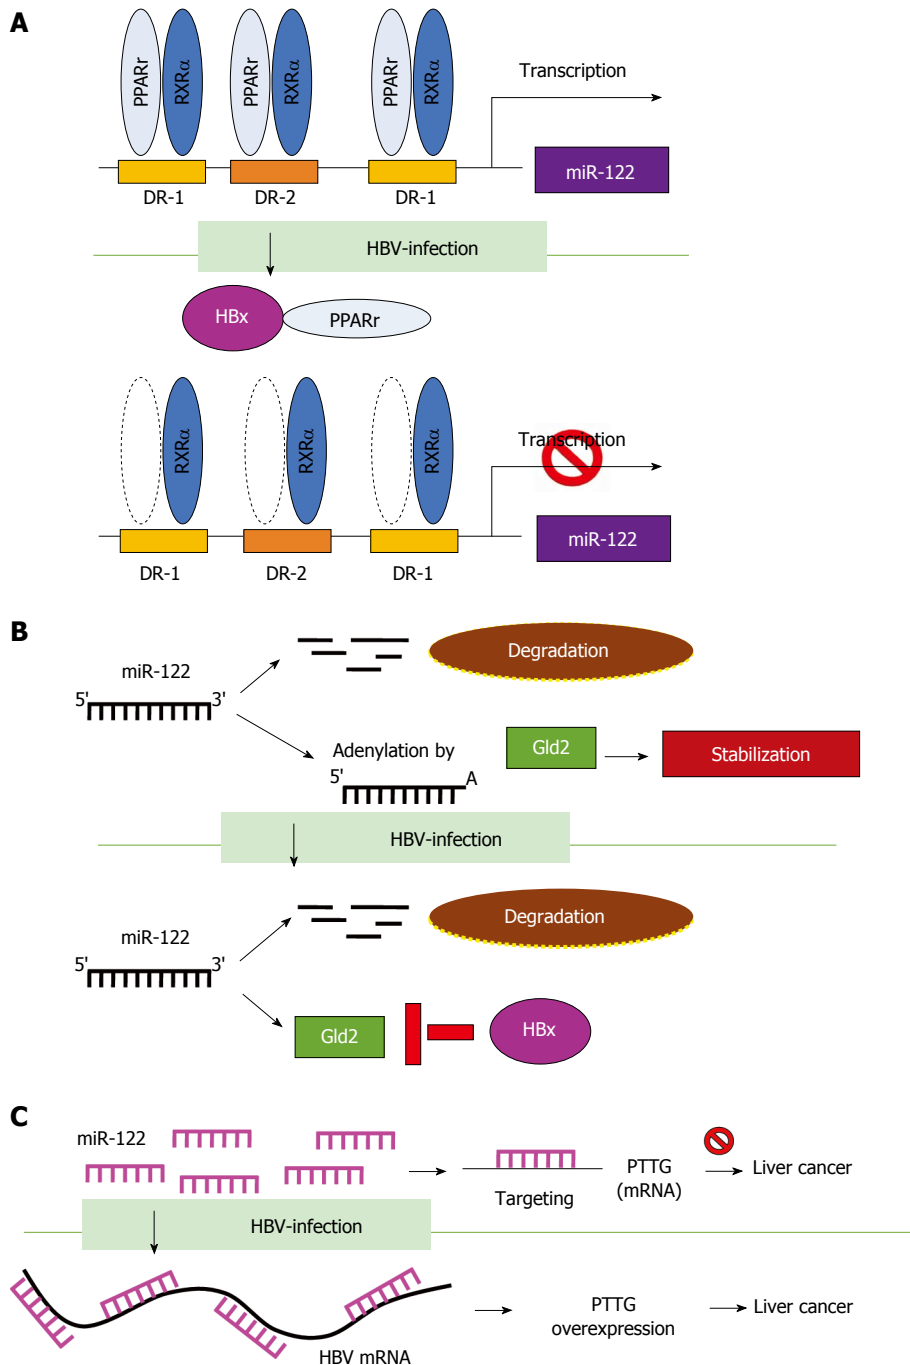 A
PPARr
RXRα
PPARr
RXRα
PPARr
RXRα
Transcription
miR-122
DR-1
DR-2
DR-1
HBV-infection
HBx
PPARr
RXRα
RXRα
RXRα
Transcription
miR-122
DR-1
DR-2
DR-1
B
miR-122
5'
3'
Degradation
Adenylation by
Gld2
Stabilization
5'
A
HBV-infection
miR-122
5'
3'
Degradation
Gld2
HBx
C
miR-122
Targeting
PTTG
(mRNA)
Liver cancer
HBV-infection
HBV mRNA
PTTG
overexpression
Liver cancer